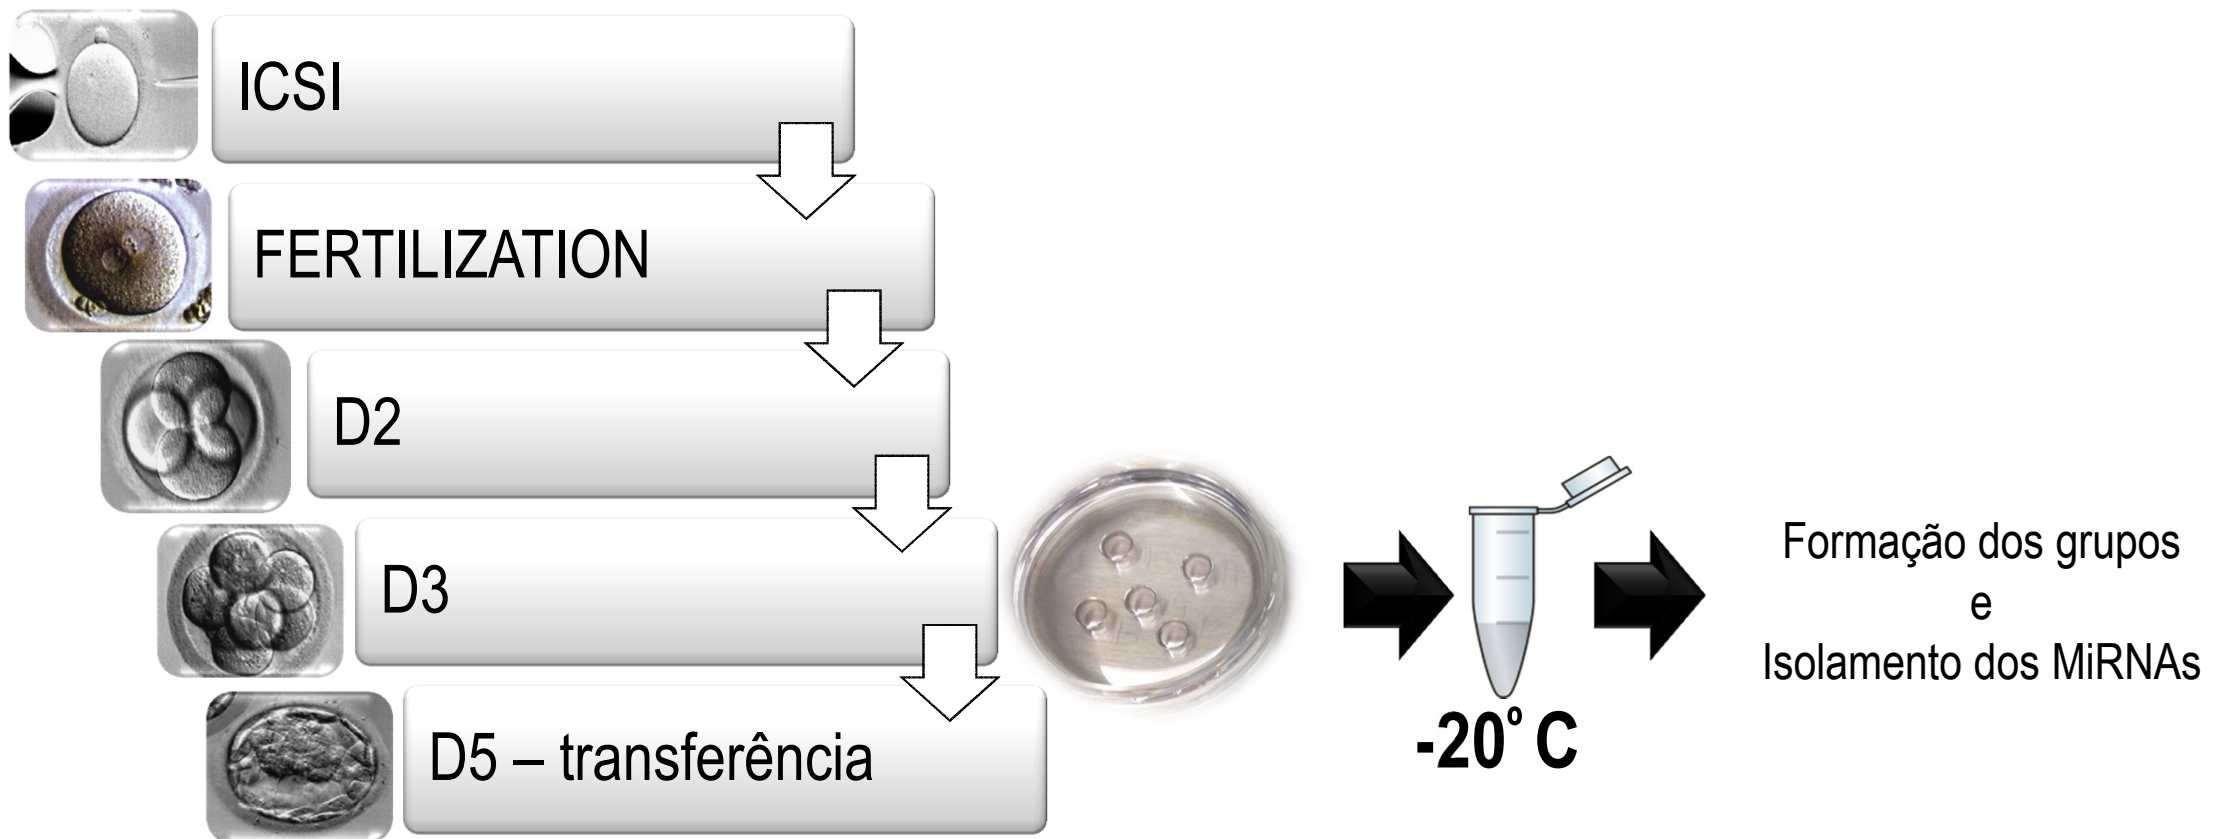 ICSI
FERTILIZATION
D2
D3
D5 – transferência
-20° C
Formação dos grupos
e
Isolamento dos MiRNAs